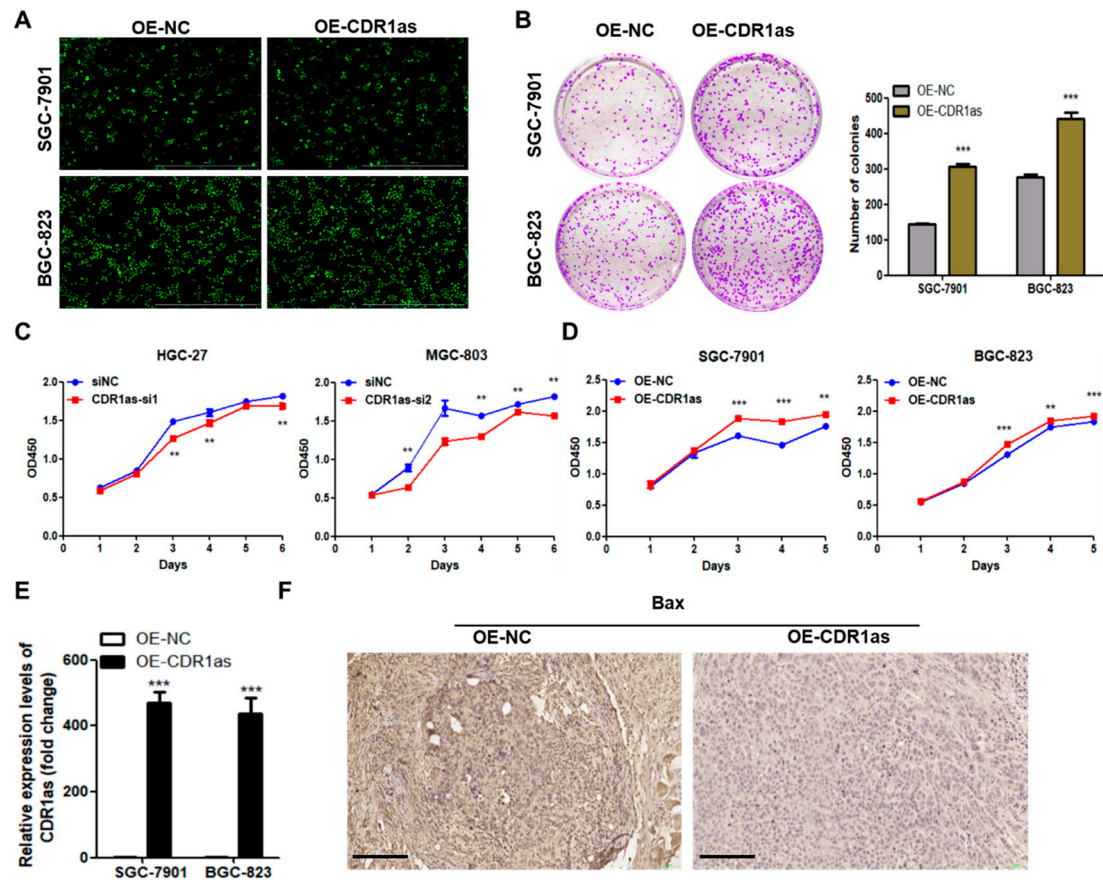 A
OE-NC OE-CDR1as
SGC-7901
BGC-823
B
OE-NC OE-CDR1as
SGC-7901
BGC-823
OE-NC
OE-CDR1as
Number of colonies
500
400
300
200
100
0
***
***
SGC-7901 BGC-823
C
HGC-27
siNC
CDR1as-si1
OD450
2.0
1.5
1.0
0.5
0.0
**
**
**
0 1 2 3 4 5 6
Days
MGC-803
siNC
CDR1as-si2
OD450
2.0
1.5
1.0
0.5
0.0
**
**
**
**
0 1 2 3 4 5 6
Days
D
SGC-7901
OE-NC
OE-CDR1as
OD450
2.5
2.0
1.5
1.0
0.5
0.0
***
***
**
0 1 2 3 4 5
Days
BGC-823
OE-NC
OE-CDR1as
OD450
2.5
2.0
1.5
1.0
0.5
0.0
***
**
***
0 1 2 3 4 5
Days
E
OE-NC
OE-CDR1as
Relative expression levels of
CDR1as (fold change)
600
400
200
0
***
***
SGC-7901 BGC-823
F
Bax
OE-NC OE-CDR1as